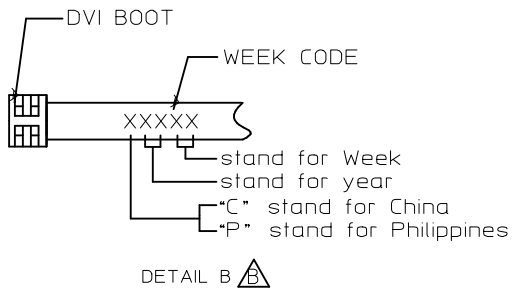 DVI BOOT
WEEK CODE
XXXXX
stand for Week
stand for year
"C" stand for China
"P" stand for Philippines
DETAIL B B